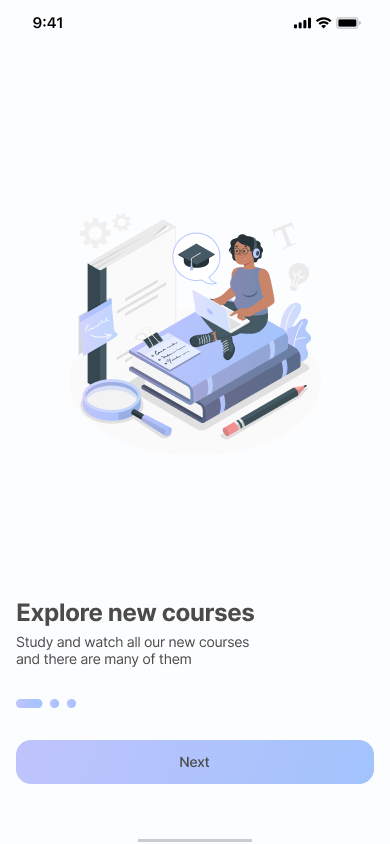 9:41
T
Explore new courses
Study and watch all our new courses
and there are many of them
Next